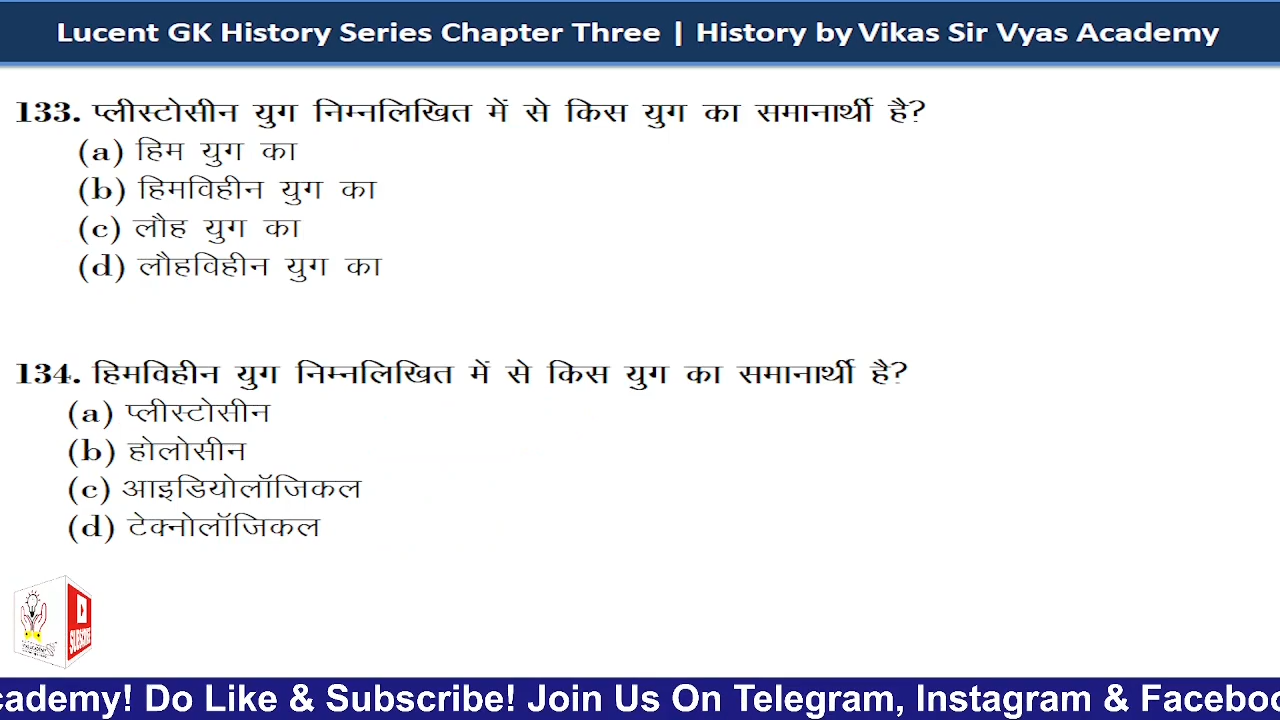 Lucent GK History Series Chapter Three | History by Vikas Sir Vyas Academy
133. प्लीस्टोसीन युग निम्नलिखित में से किस युग का समानार्थी है?
(a) हिम युग का
(b) हिमविहीन युग का
(c) लौह युग का
(d) लौहविहीन युग का
134. हिमविहीन युग निम्नलिखित में से किस युग का समानार्थी है?
(a) प्लीस्टोसीन
(b) होलोसीन
(c) आइडियोलॉजिकल
(d) टेक्नोलॉजिकल
SUBSCRIBE
cademy! Do Like & Subscribe! Join Us On Telegram, Instagram & Faceboo